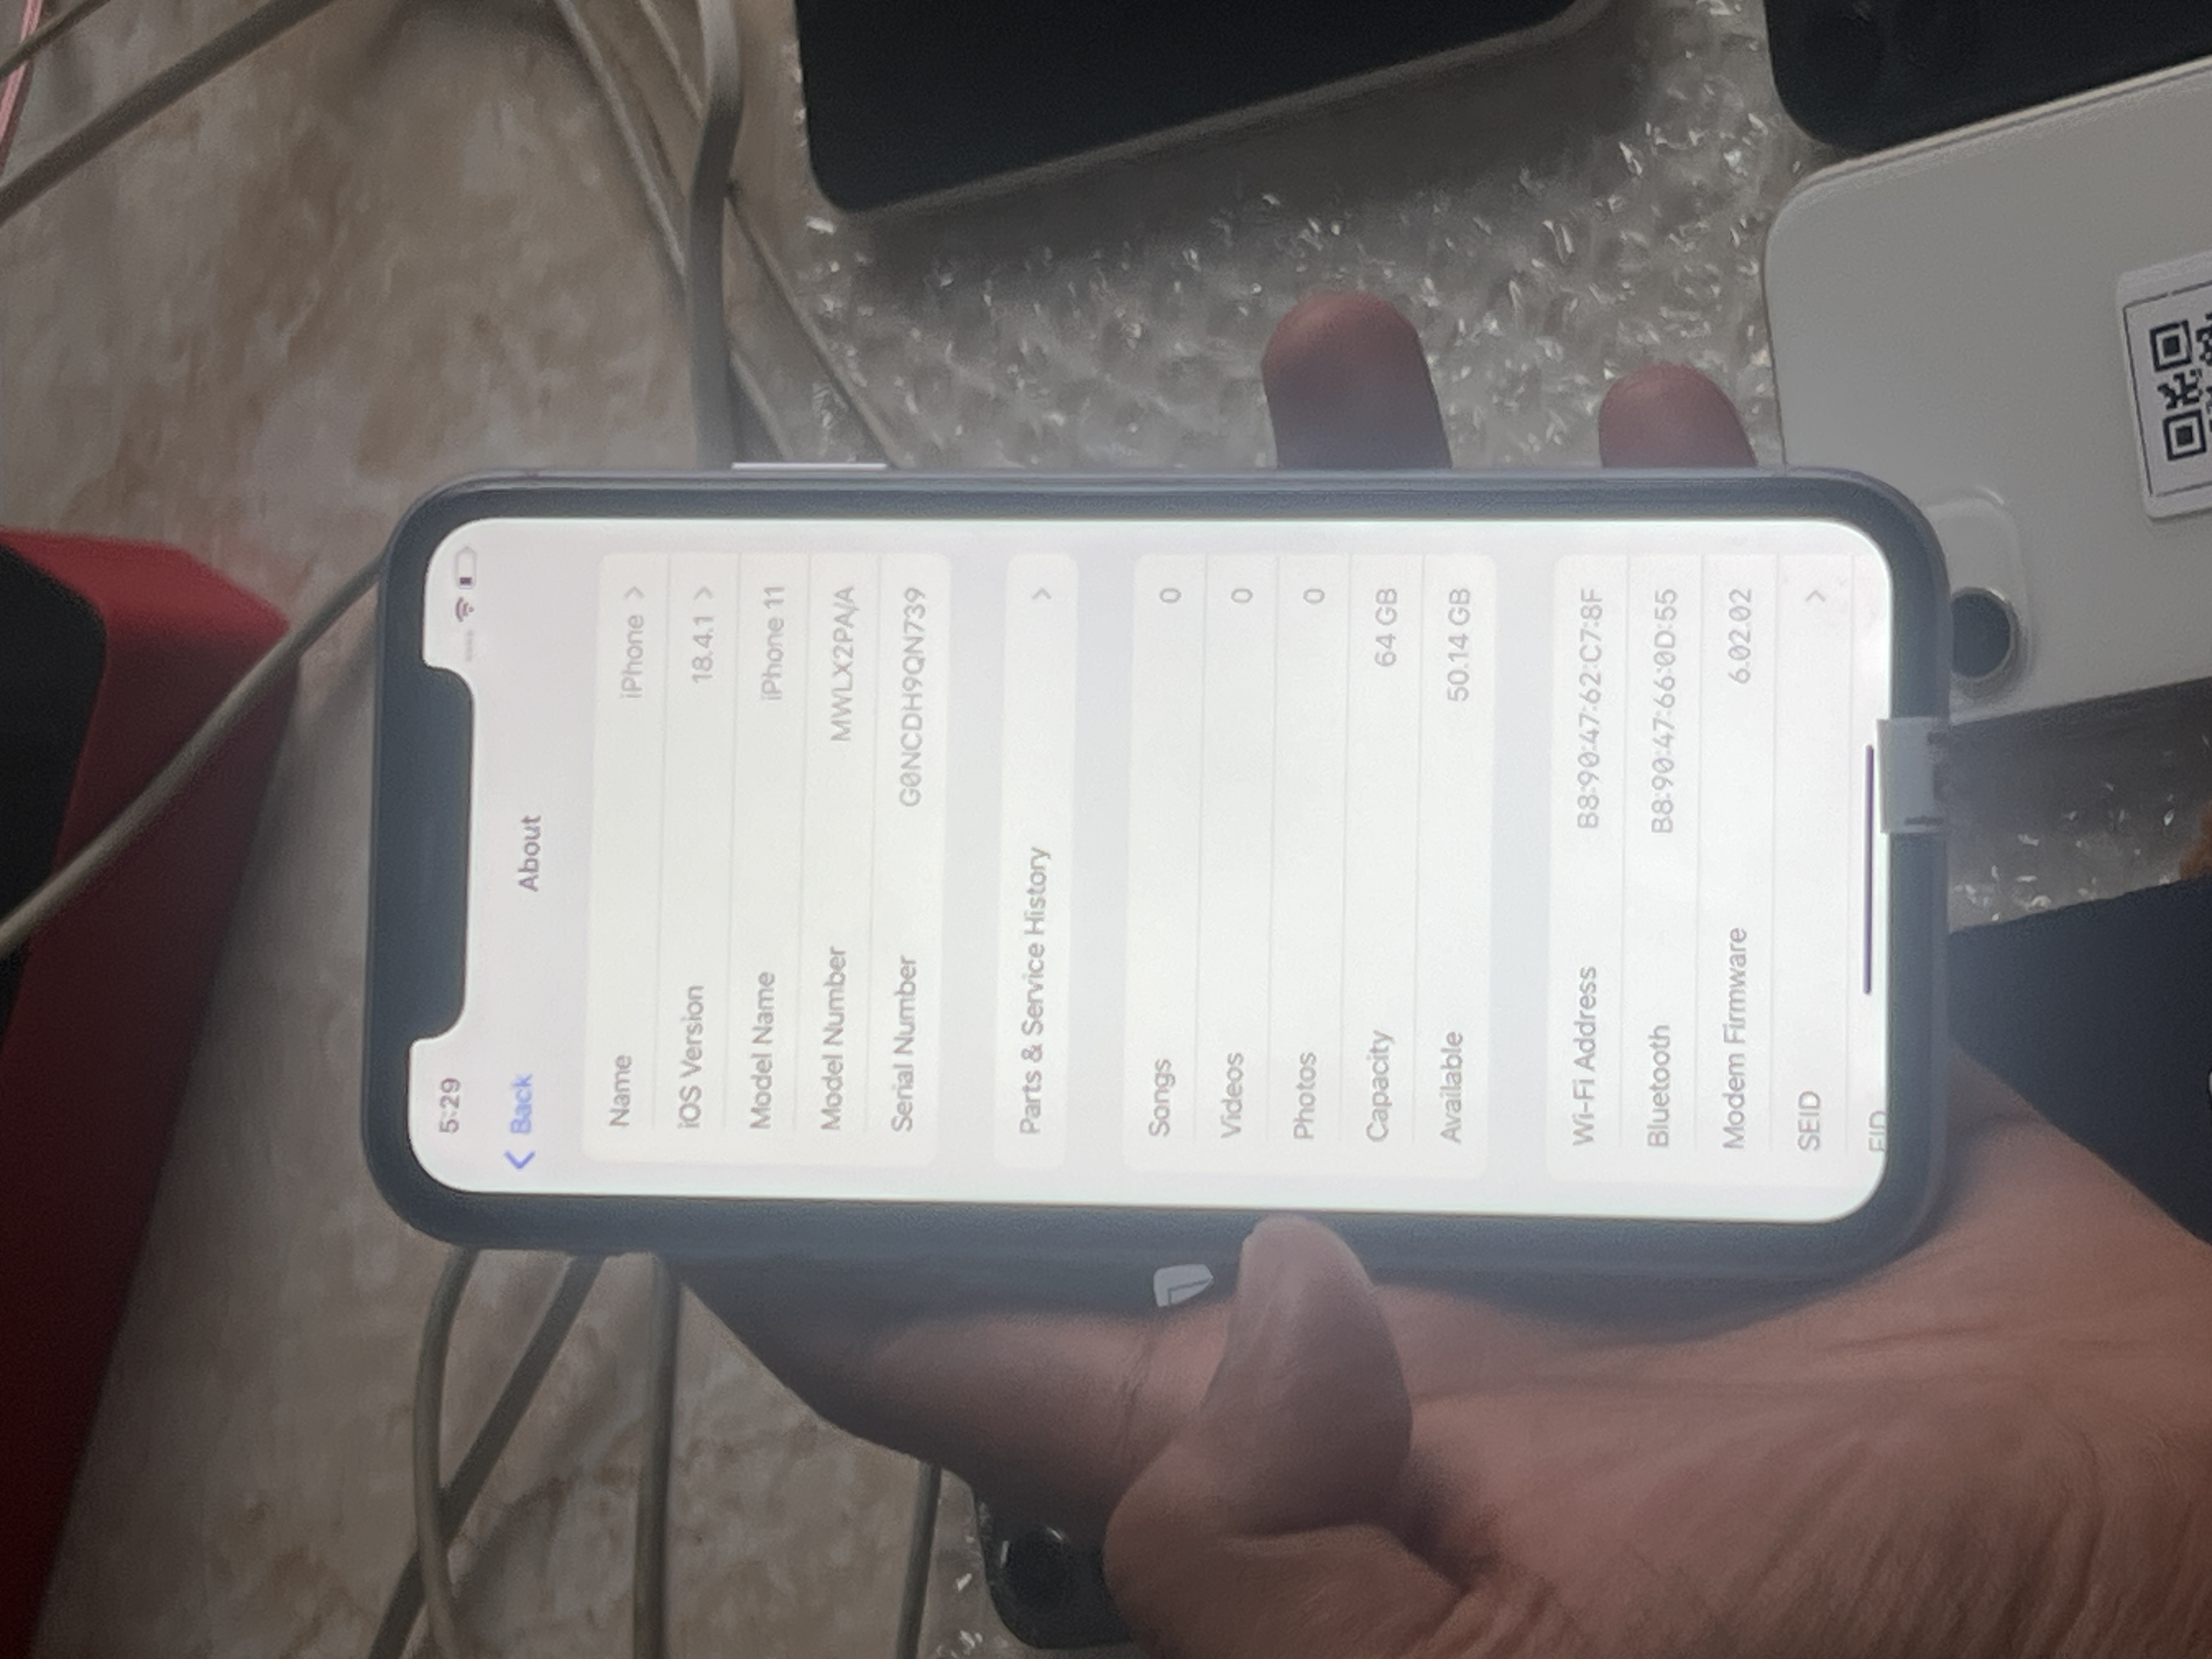 5:29
Back
About
Name iPhone
iOS Version 18.4.1
Model Name iPhone 11
Model Number MWLX2PA/A
Serial Number G0NCDH9QN739
Parts & Service History
Songs 0
Videos 0
Photos 0
Capacity 64 GB
Available 50.14 GB
Wi-Fi Address B8:90:47:62:C7:8F
Bluetooth B8:90:47:66:0D:55
Modem Firmware 6.02.02
SEID
EID